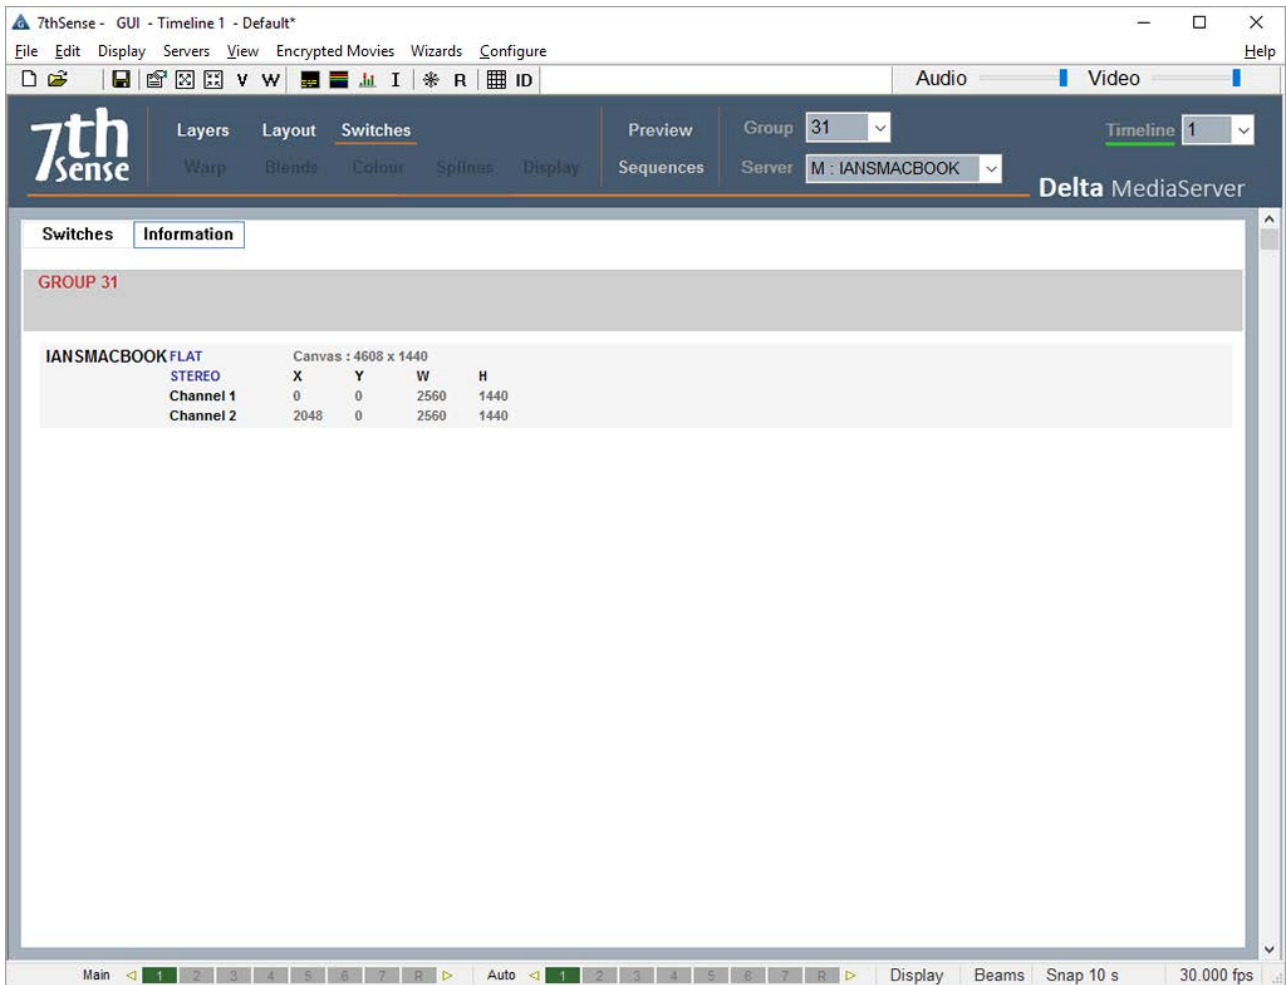 7thSense - GUI - Timeline 1 - Default*
File Edit Display Servers View Encrypted Movies Wizards Configure Help
V W I R ID Audio Video
7th Sense
Layers Layout Switches Preview Group 31 Timeline 1
Warp Blends Colour Splines Display Sequences Server M : IANSMACBOOK
Delta MediaServer
Switches Information
GROUP 31
IANSMACBOOK FLAT Canvas : 4608 x 1440
STEREO X Y W H
Channel 1 0 0 2560 1440
Channel 2 2048 0 2560 1440
Main 1 2 3 4 5 6 7 R Auto 1 2 3 4 5 6 7 R Display Beams Snap 10 s 30.000 fps